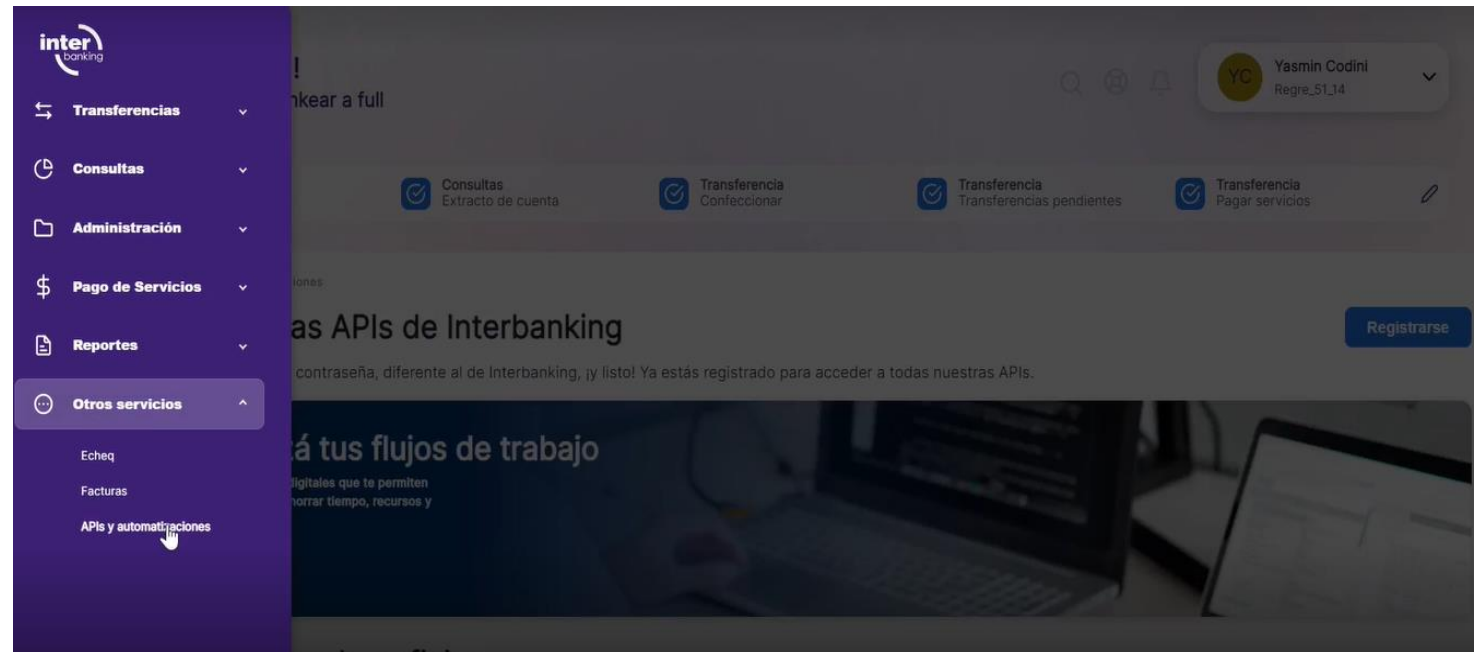 inter
banking
Transferencias
Consultas
Administración
Pago de Servicios
Reportes
Otros servicios
Echeq
Facturas
APIs y automatizaciones
!
a full
YC
Yasmin Codini
Regre_51_14
Consultas
Extracto de cuenta
Transferencia
Confeccionar
Transferencia
Transferencias pendientes
Transferencia
Pagar servicios
as APIs de Interbanking
Registrarse
contraseña, diferente al de Interbanking, ¡y listo! Ya estás registrado para acceder a todas nuestras APIs.
á tus flujos de trabajo
digitales que te permiten
horrar tiempo, recursos y